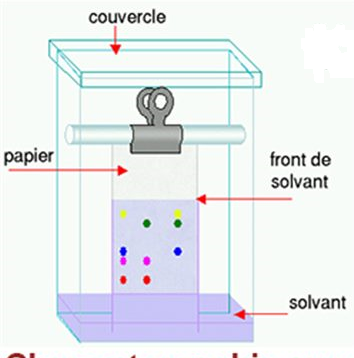 couvercle
papier
front de
solvant
solvant